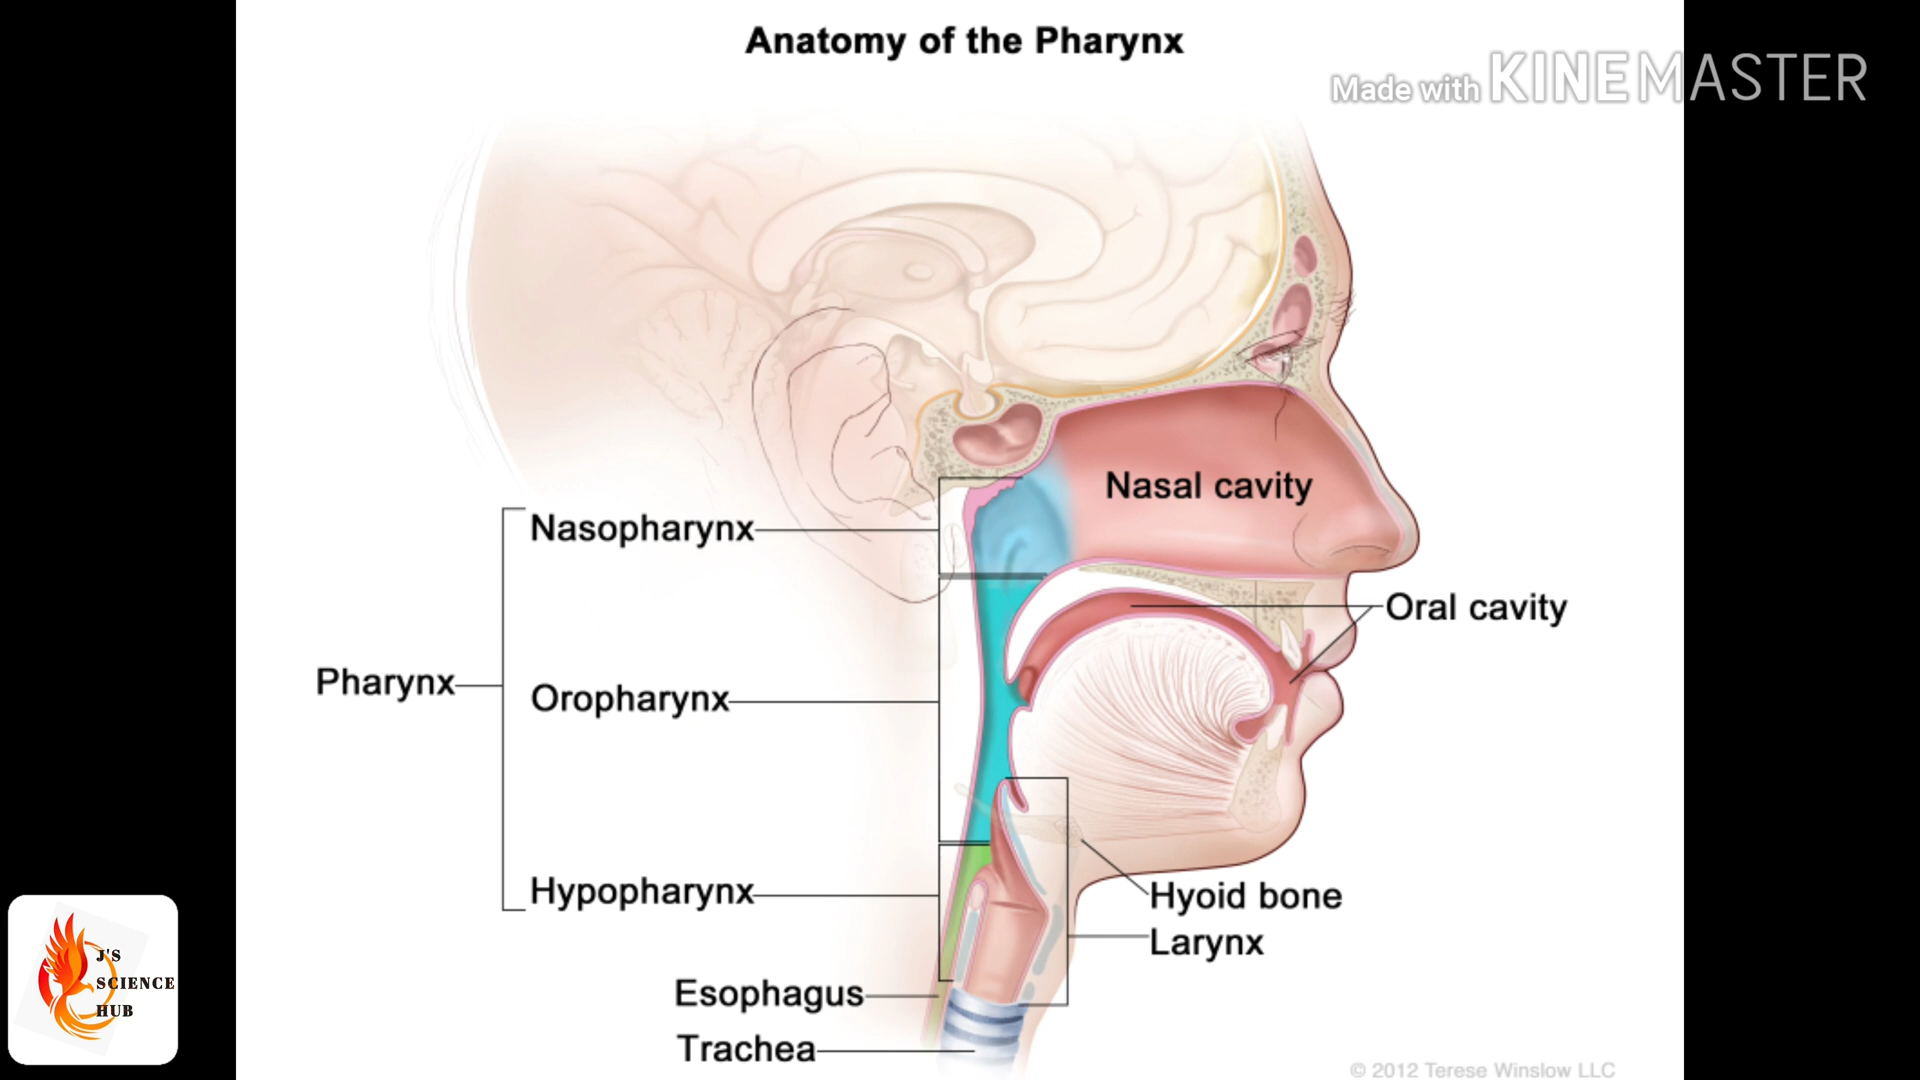 Anatomy of the Pharynx
Made with KINEMASTER
Nasal cavity
Nasopharynx
Oral cavity
Pharynx
Oropharynx
Hypopharynx
Hyoid bone
Larynx
Esophagus
Trachea
J'S
SCIENCE
HUB
© 2012 Terese Winslow LLC